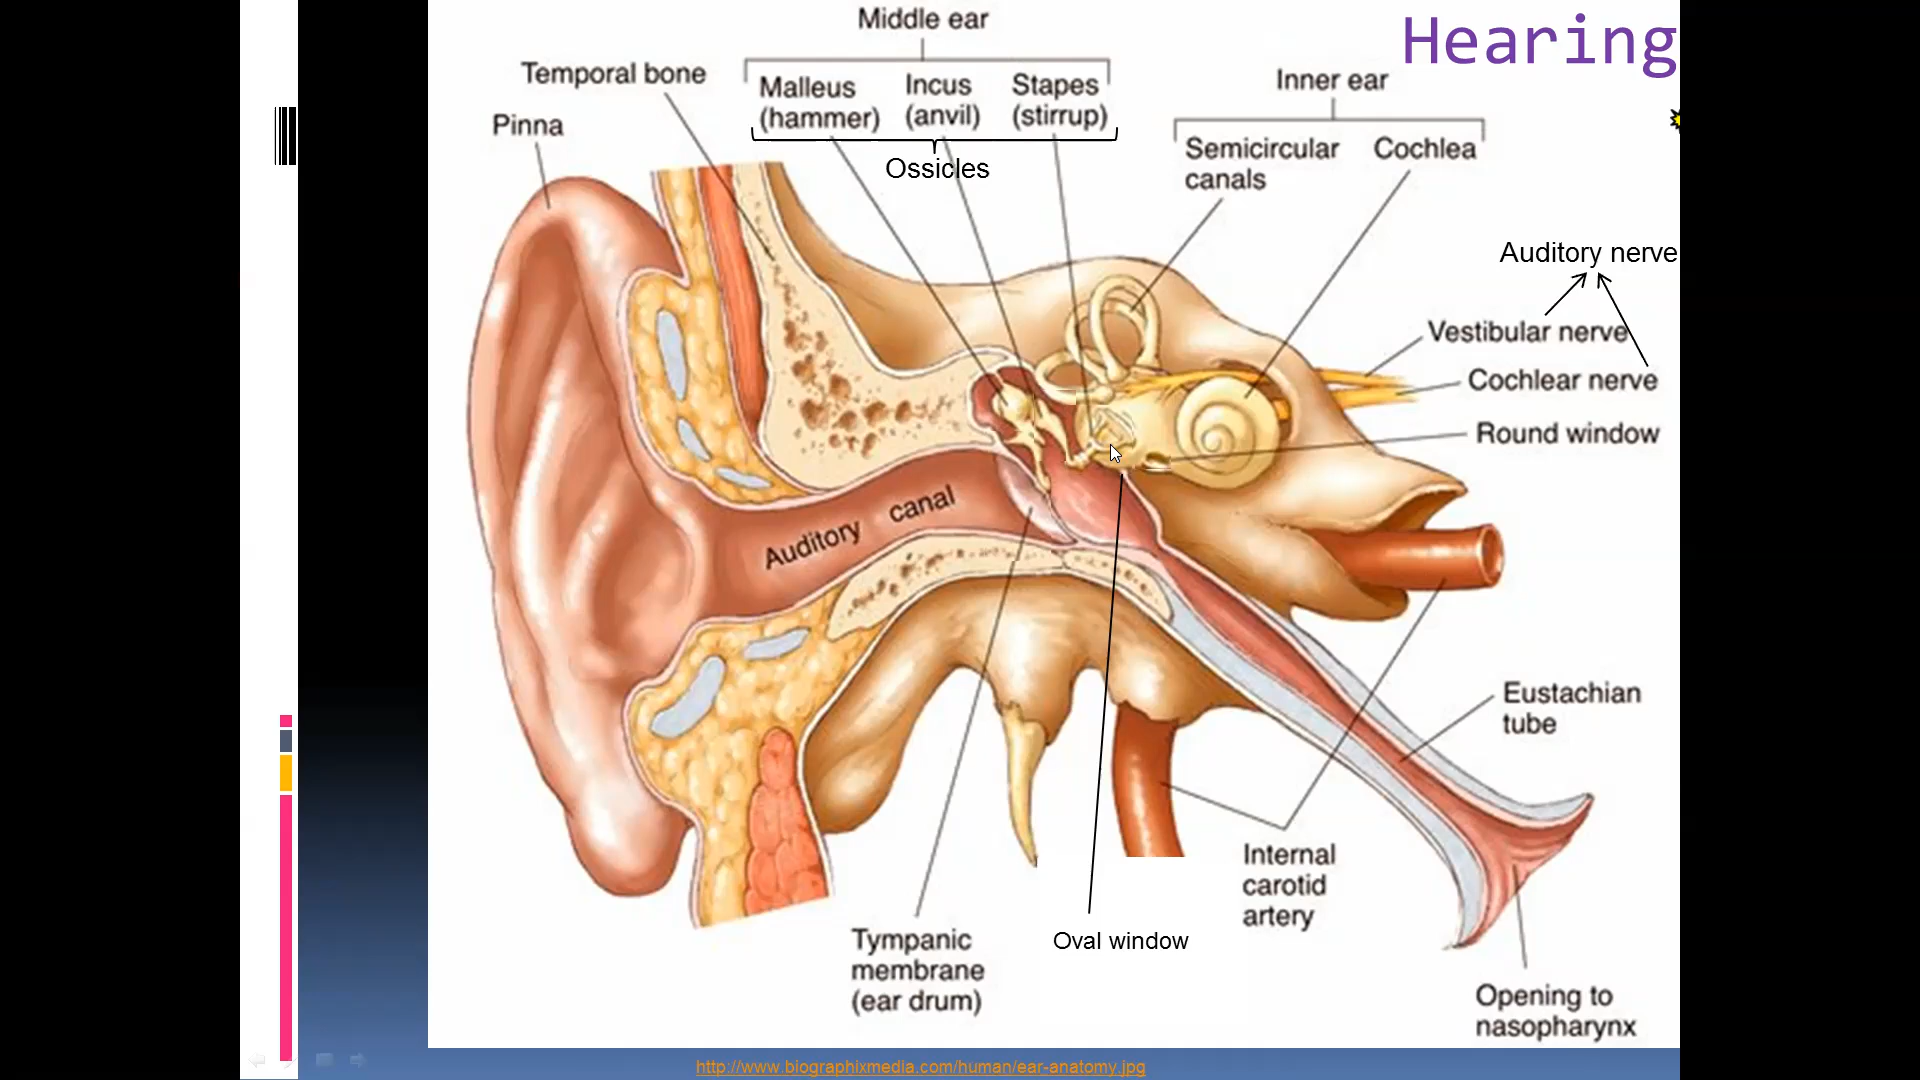 Hearing
Middle ear
Temporal bone
Malleus
(hammer)
Incus
(anvil)
Stapes
(stirrup)
Ossicles
Pinna
Inner ear
Semicircular
canals
Cochlea
Auditory nerve
Vestibular nerve
Cochlear nerve
Round window
Auditory canal
Eustachian
tube
Internal
carotid
artery
Tympanic
membrane
(ear drum)
Oval window
Opening to
nasopharynx
http://www.biographixmedia.com/human/ear-anatomy.jpg